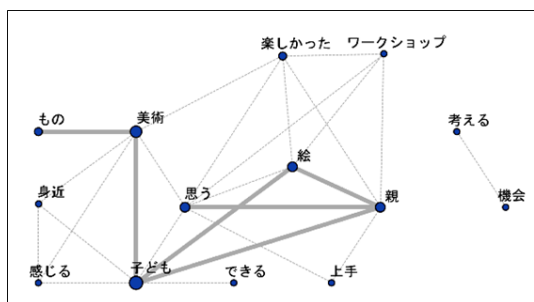 楽しかった
ワークショップ
もの
美術
考える
絵
身近
思う
親
機会
感じる
子ども
できる
上手